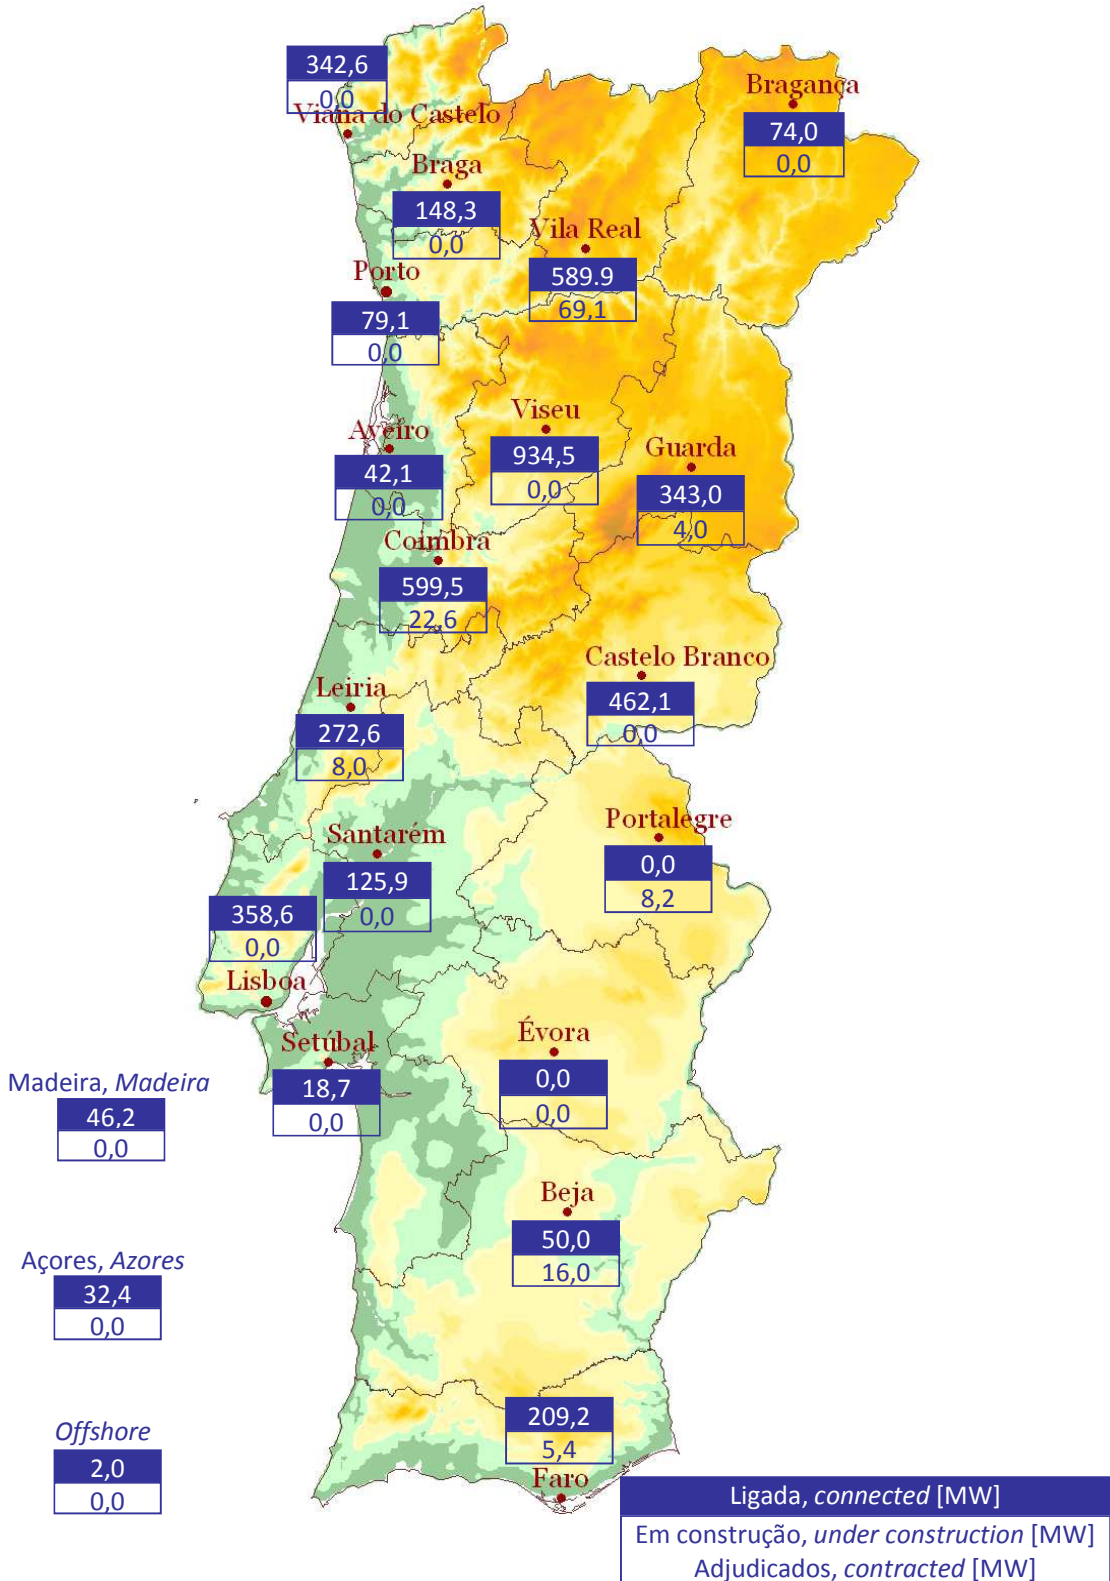 342,6
0,0
Viana do Castelo
Bragança
74,0
0,0
Braga
148,3
0,0
Vila Real
589.9
69,1
Porto
79,1
0,0
Viseu
934,5
0,0
Aveiro
42,1
0,0
Guarda
343,0
4,0
Coimbra
599,5
22,6
Castelo Branco
462,1
0,0
Leiria
272,6
8,0
Portalegre
0,0
8,2
Santarém
125,9
0,0
358,6
0,0
Lisboa
Évora
0,0
0,0
Setúbal
18,7
0,0
Madeira, Madeira
46,2
0,0
Beja
50,0
16,0
Açores, Azores
32,4
0,0
209,2
5,4
Faro
Offshore
2,0
0,0
Ligada, connected [MW]
Em construção, under construction [MW]
Adjudicados, contracted [MW]